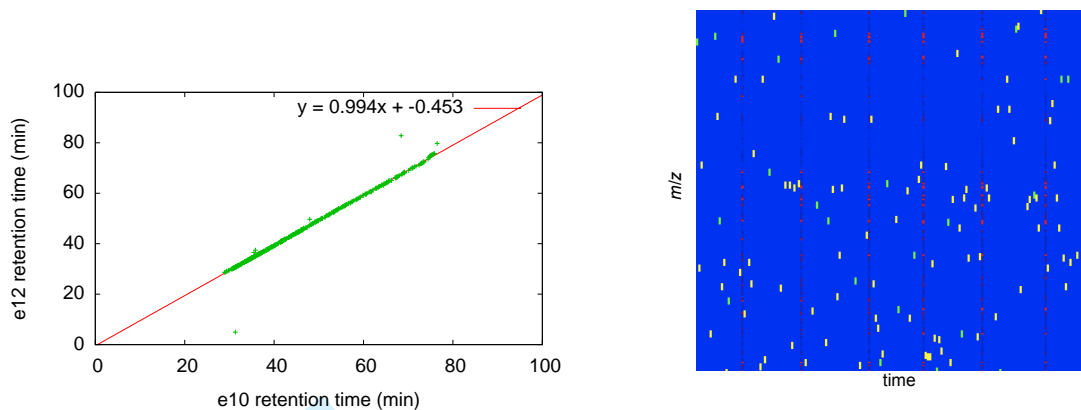 100
80
60
40
20
0
0 20 40 60 80 100
e12 retention time (min)
e10 retention time (min)
y = 0.994x + -0.453
m/z
time